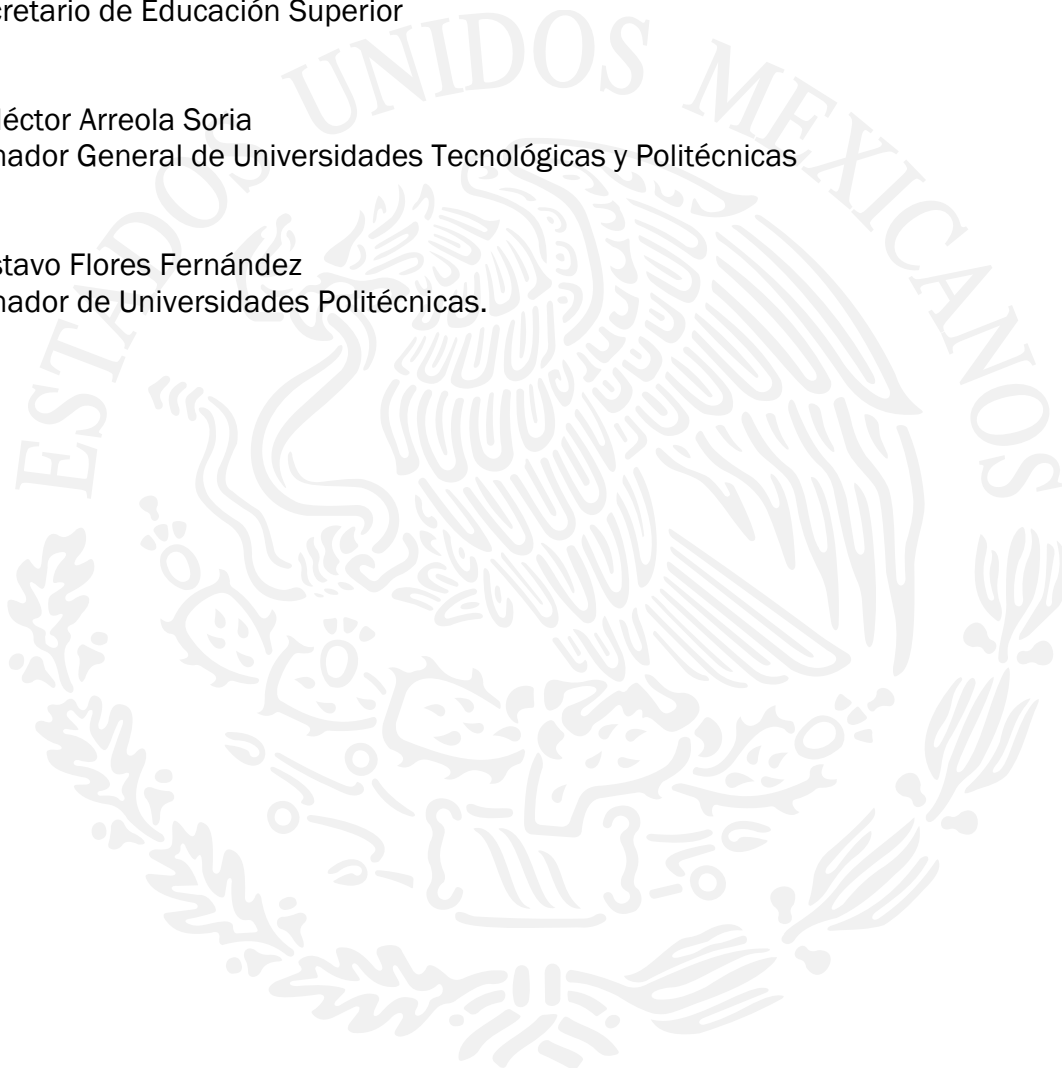 cretario de Educación Superior
Héctor Arreola Soria
nador General de Universidades Tecnológicas y Politécnicas
stavo Flores Fernández
nador de Universidades Politécnicas.
ESTADOS UNIDOS MEXICANOS